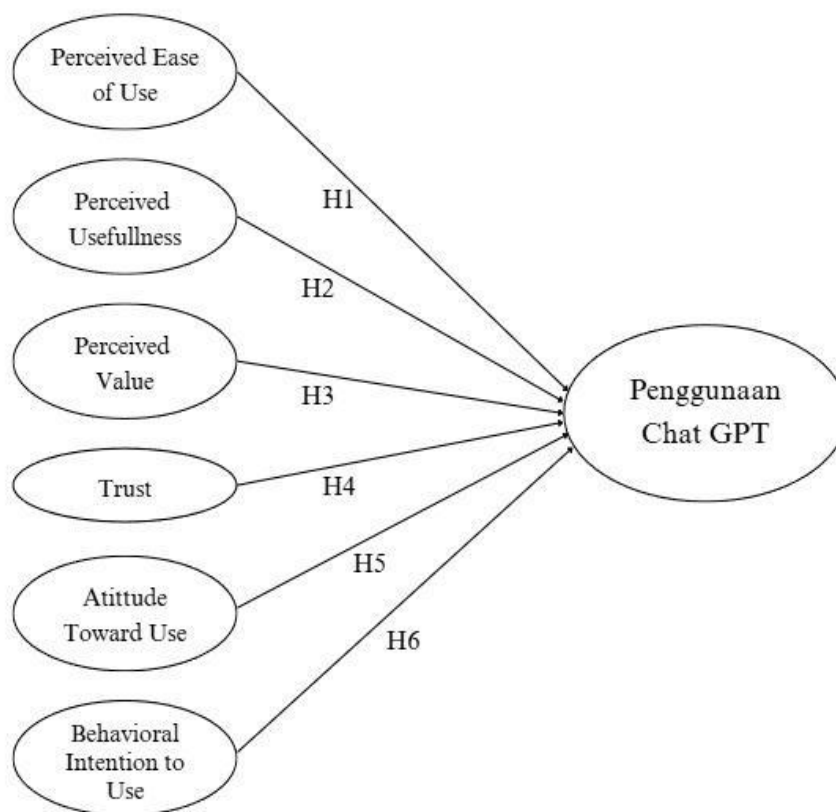 Perceived Ease
of Use
H1
Perceived
Usefullness
H2
Perceived
Value
H3
Penggunaan
Chat GPT
Trust
H4
Atittude
Toward Use
H5
H6
Behavioral
Intention to
Use